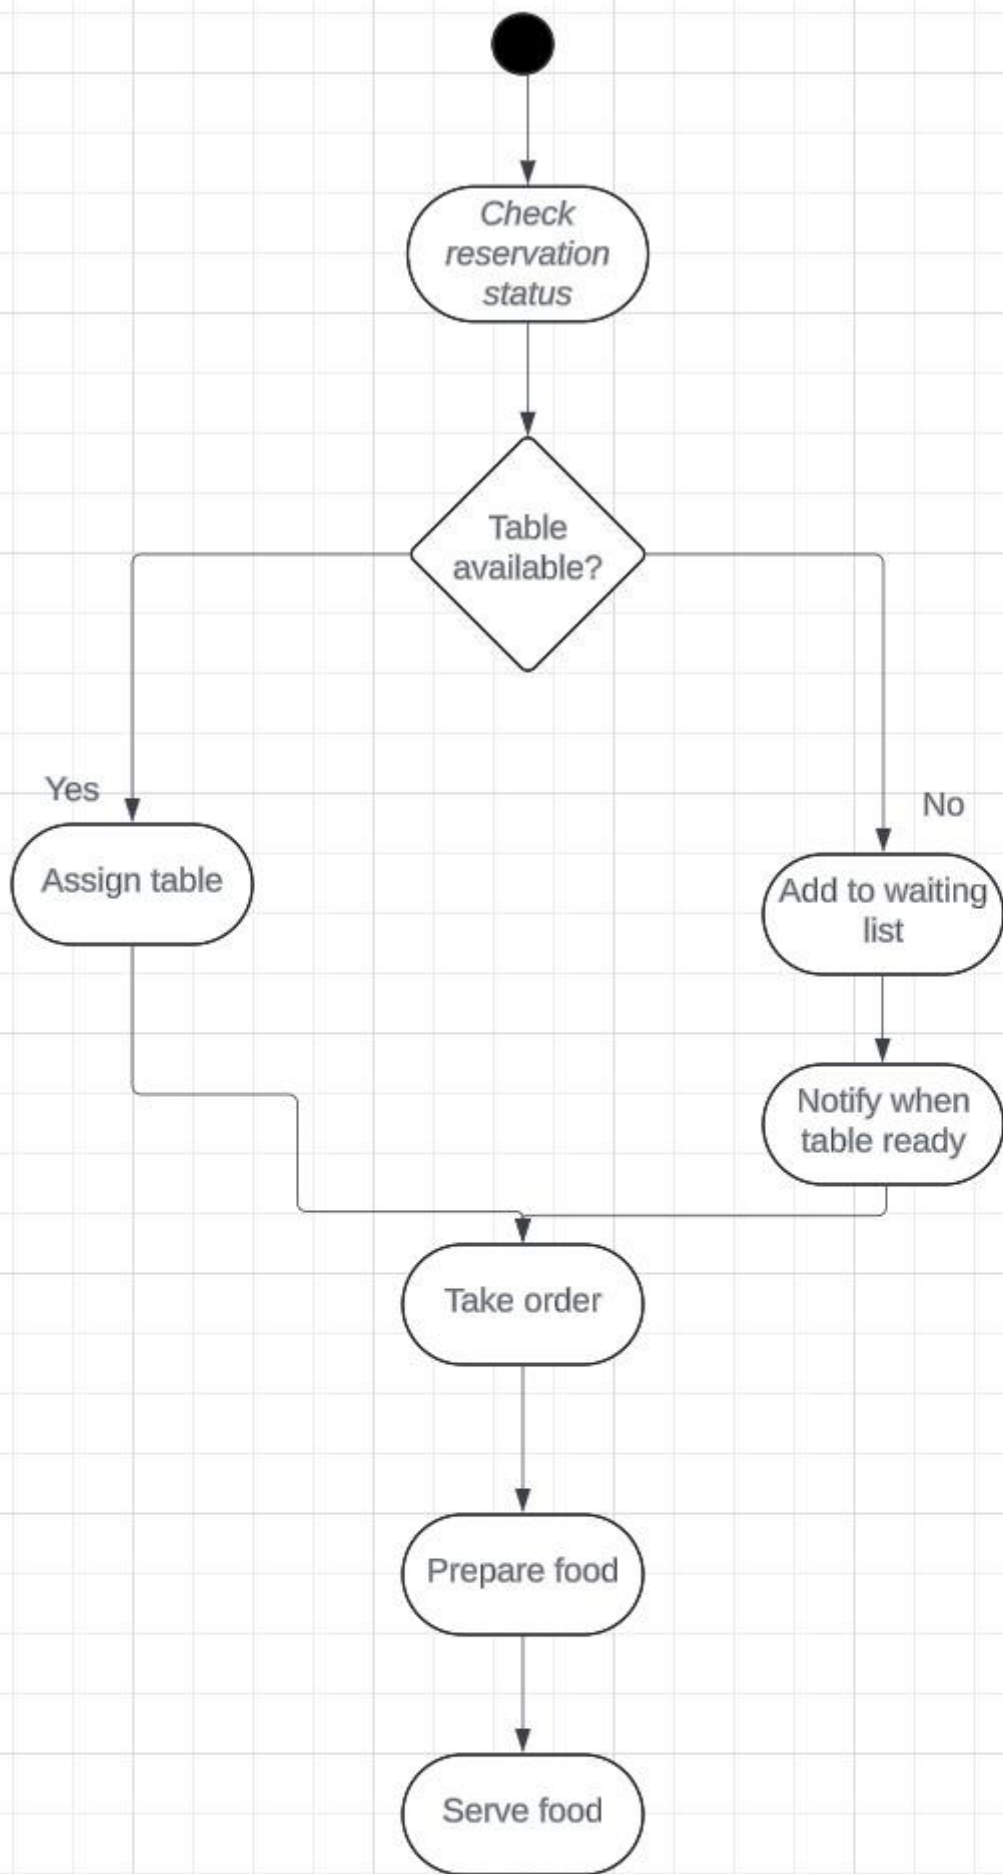 Check
reservation
status
Table
available?
Yes
No
Assign table
Add to waiting
list
Notify when
table ready
Take order
Prepare food
Serve food